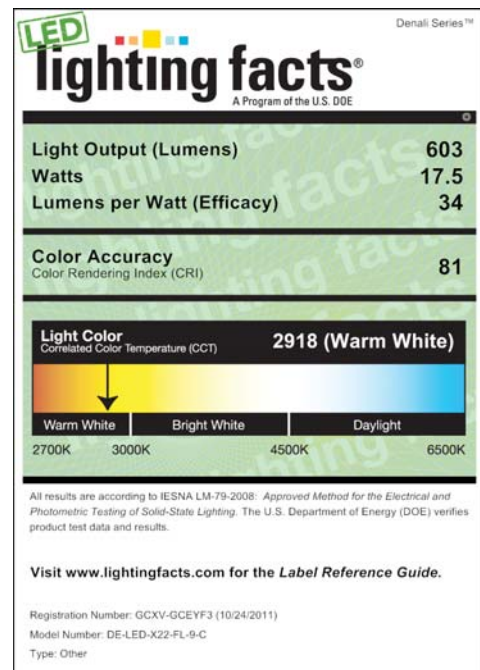 Denali Series™
LED
lighting facts®
A Program of the U.S. DOE
Light Output (Lumens) 603
Watts 17.5
Lumens per Watt (Efficacy) 34
Color Accuracy
Color Rendering Index (CRI) 81
Light Color
Correlated Color Temperature (CCT) 2918 (Warm White)
Warm White Bright White Daylight
2700K 3000K 4500K 6500K
All results are according to IESNA LM-79-2008: Approved Method for the Electrical and
Photometric Testing of Solid-State Lighting. The U.S. Department of Energy (DOE) verifies
product test data and results.
Visit www.lightingfacts.com for the Label Reference Guide.
Registration Number: GCXV-GCEYF3 (10/24/2011)
Model Number: DE-LED-X22-FL-9-C
Type: Other